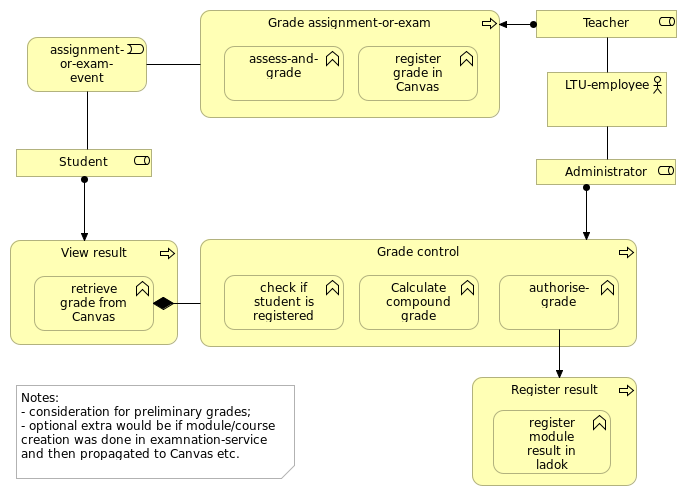 Grade assignment-or-exam
Teacher
assignment-
or-exam-
event
assess-and-
grade
register
grade in
Canvas
LTU-employee
Student
Administrator
View result
Grade control
retrieve
grade from
Canvas
check if
student is
registered
Calculate
compound
grade
authorise-
grade
Register result
register
module
result in
ladok
Notes:
- consideration for preliminary grades;
- optional extra would be if module/course
creation was done in examnation-service
and then propagated to Canvas etc.